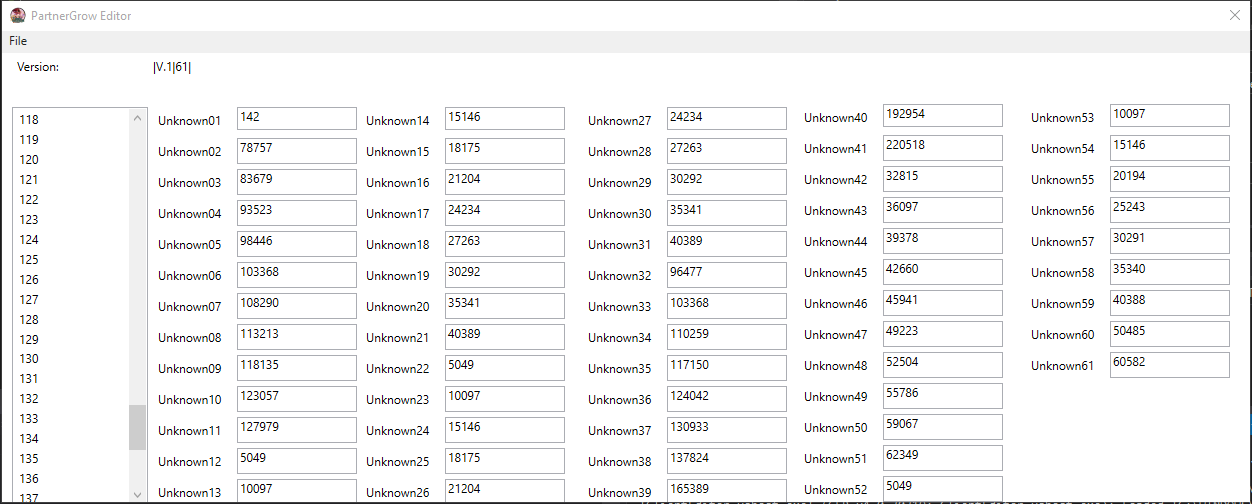 PartnerGrow Editor
File
Version: |V.1|61|
118
119
120
121
122
123
124
125
126
127
128
129
130
131
132
133
134
135
136
137
Unknown01 142
Unknown02 78757
Unknown03 83679
Unknown04 93523
Unknown05 98446
Unknown06 103368
Unknown07 108290
Unknown08 113213
Unknown09 118135
Unknown10 123057
Unknown11 127979
Unknown12 5049
Unknown13 10097
Unknown14 15146
Unknown15 18175
Unknown16 21204
Unknown17 24234
Unknown18 27263
Unknown19 30292
Unknown20 35341
Unknown21 40389
Unknown22 5049
Unknown23 10097
Unknown24 15146
Unknown25 18175
Unknown26 21204
Unknown27 24234
Unknown28 27263
Unknown29 30292
Unknown30 35341
Unknown31 40389
Unknown32 96477
Unknown33 103368
Unknown34 110259
Unknown35 117150
Unknown36 124042
Unknown37 130933
Unknown38 137824
Unknown39 165389
Unknown40 192954
Unknown41 220518
Unknown42 32815
Unknown43 36097
Unknown44 39378
Unknown45 42660
Unknown46 45941
Unknown47 49223
Unknown48 52504
Unknown49 55786
Unknown50 59067
Unknown51 62349
Unknown52 5049
Unknown53 10097
Unknown54 15146
Unknown55 20194
Unknown56 25243
Unknown57 30291
Unknown58 35340
Unknown59 40388
Unknown60 50485
Unknown61 60582